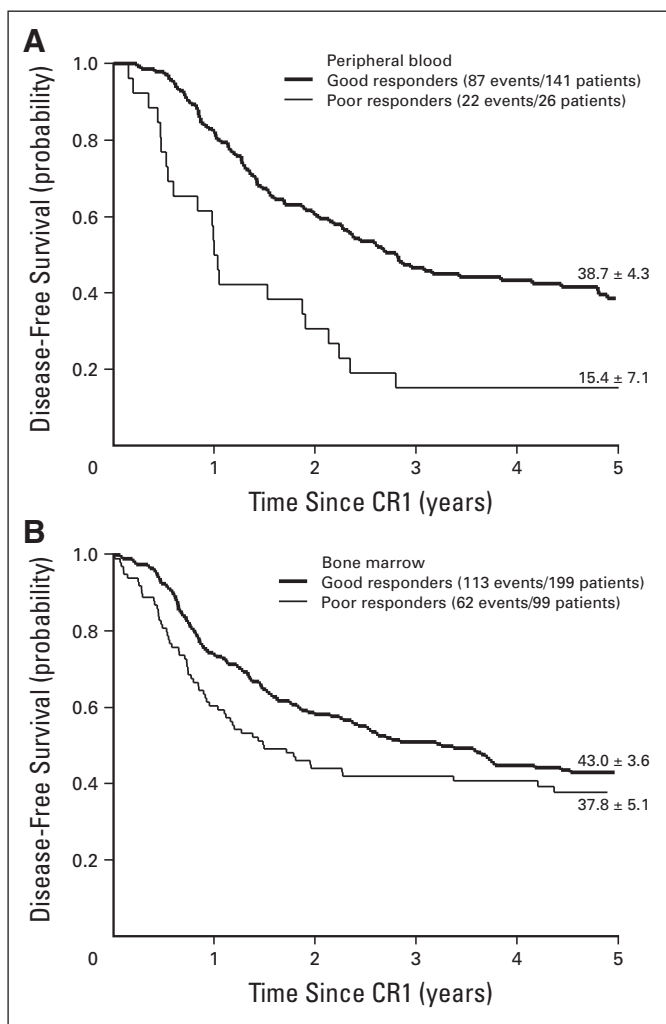 A
Peripheral blood
Good responders (87 events/141 patients)
Poor responders (22 events/26 patients)
Disease-Free Survival (probability)
1.0
0.8
0.6
0.4
0.2
38.7 ± 4.3
15.4 ± 7.1
0 1 2 3 4 5
Time Since CR1 (years)
B
Bone marrow
Good responders (113 events/199 patients)
Poor responders (62 events/99 patients)
Disease-Free Survival (probability)
1.0
0.8
0.6
0.4
0.2
43.0 ± 3.6
37.8 ± 5.1
0 1 2 3 4 5
Time Since CR1 (years)